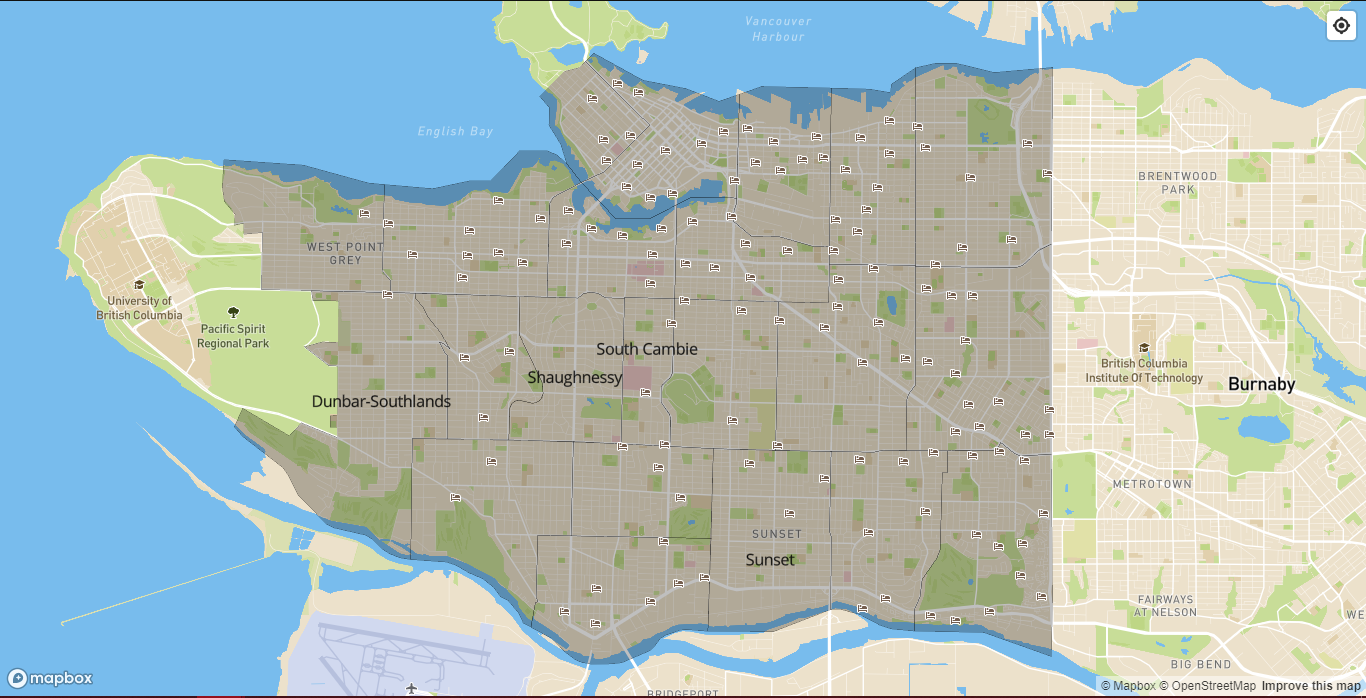 Vancouver
Harbour
English Bay
BRENTWOOD
PARK
WEST POINT
GREY
University of
British Columbia
Pacific Spirit
Regional Park
South Cambie
British Columbia
Institute Of Technology
Shaughnessy
Burnaby
Dunbar-Southlands
METROTOWN
SUNSET
Sunset
FAIRWAYS
AT NELSON
WE
BIG BEND
mapbox
© Mapbox © OpenStreetMap Improve this map
BRIDGEPORT